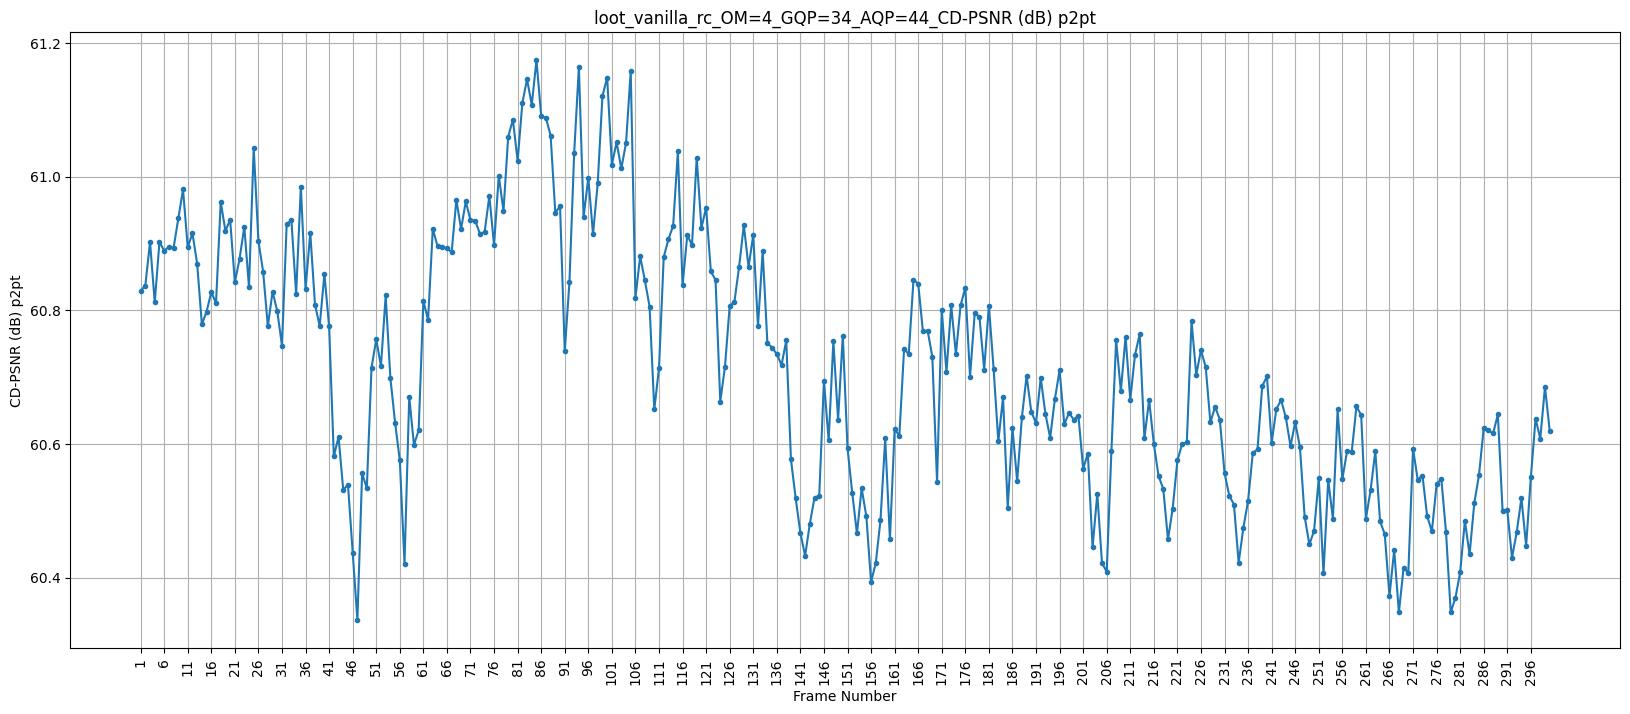 loot_vanilla_rc_OM=4_GQP=34_AQP=44_CD-PSNR (dB) p2pt
CD-PSNR (dB) p2pt
61.2
61.0
60.8
60.6
60.4
1 6 11 16 21 26 31 36 41 46 51 56 61 66 71 76 81 86 91 96 101 106 111 116 121 126 131 136 141 146 151 156 161 166 171 176 181 186 191 196 201 206 211 216 221 226 231 236 241 246 251 256 261 266 271 276 281 286 291 296
Frame Number